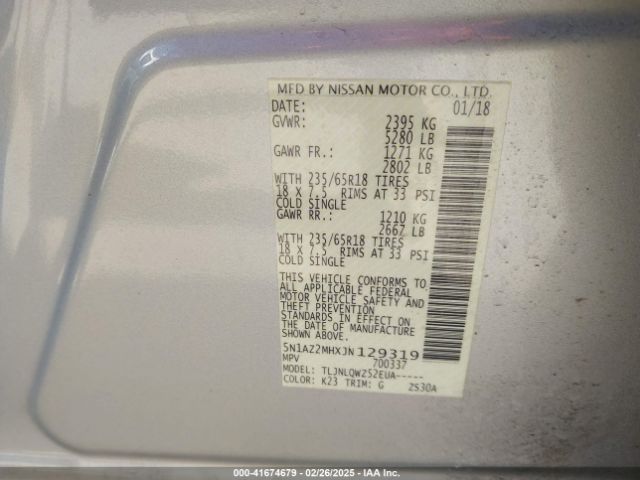 MFD BY NISSAN MOTOR CO., LTD.
DATE: 01/18
GVWR: 2395 KG
5280 LB
GAWR FR.: 1271 KG
2802 LB
WITH 235/65R18 TIRES
18 X 7.5 RIMS AT 33 PSI
COLD SINGLE
GAWR RR.: 1210 KG
2667 LB
WITH 235/65R18 TIRES
18 X 7.5 RIMS AT 33 PSI
COLD SINGLE
THIS VEHICLE CONFORMS TO
ALL APPLICABLE FEDERAL
MOTOR VEHICLE SAFETY AND
THEFT PREVENTION
STANDARDS IN EFFECT ON
THE DATE OF MANUFACTURE
SHOWN ABOVE.
5N1AZ2MHXJN129319
MPV 700337
MODEL: TLJNLQWZ52EUA-----
COLOR: K23 TRIM: G 2S30A
000-41674679 // 02/26/2025 - IAA Inc.